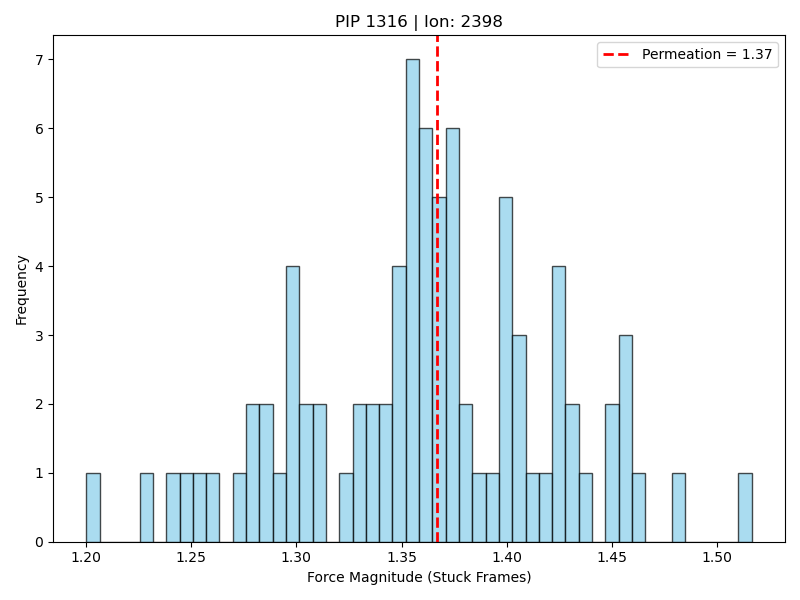 PIP 1316 | Ion: 2398
Permeation = 1.37
Frequency
7
6
5
4
3
2
1
0
1.20 1.25 1.30 1.35 1.40 1.45 1.50
Force Magnitude (Stuck Frames)